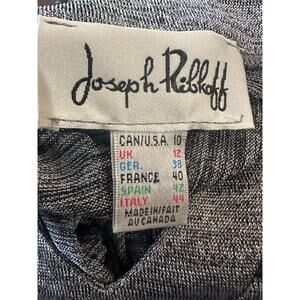 Joseph Ribkoff
CAN/U.S.A. 10
UK 12
GER. 38
FRANCE 40
SPAIN 42
ITALY 44
MADE IN/FAIT
AU CANADA